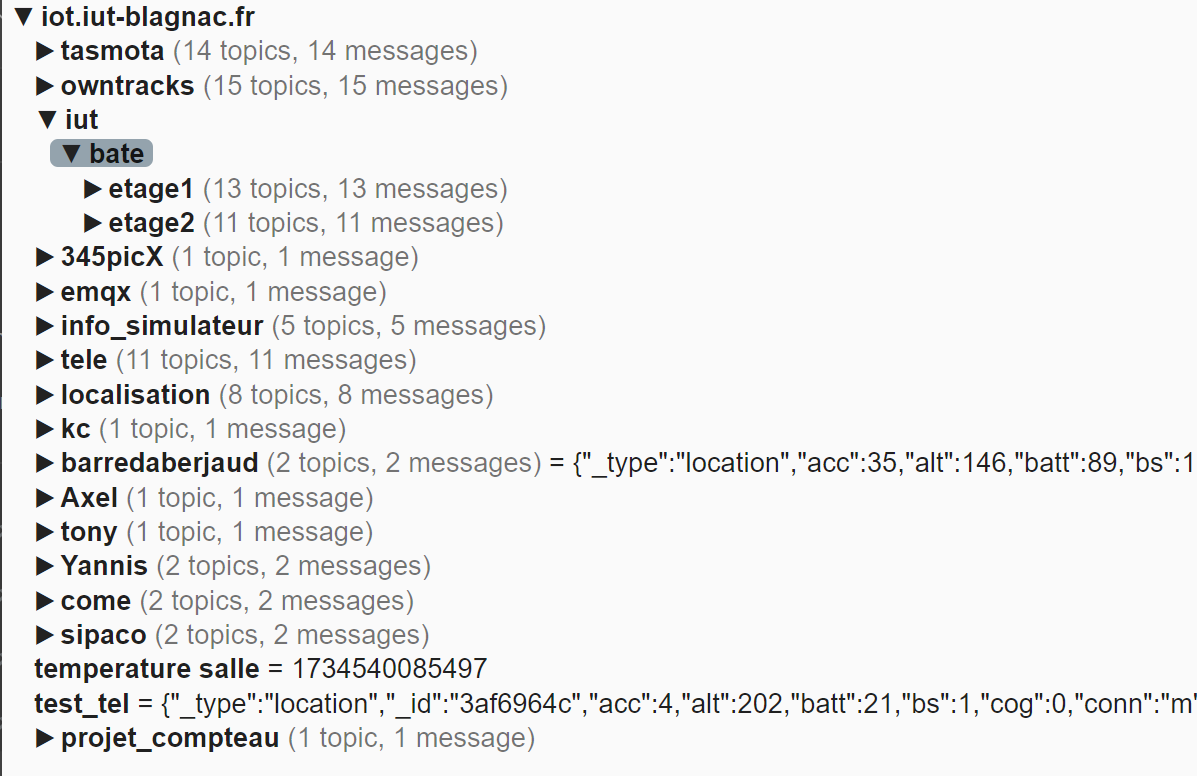 ▼ iot.iut-blagnac.fr
▶ tasmota (14 topics, 14 messages)
▶ owntracks (15 topics, 15 messages)
▼ iut
▼ bate
▶ etage1 (13 topics, 13 messages)
▶ etage2 (11 topics, 11 messages)
▶ 345picX (1 topic, 1 message)
▶ emqx (1 topic, 1 message)
▶ info_simulateur (5 topics, 5 messages)
▶ tele (11 topics, 11 messages)
▶ localisation (8 topics, 8 messages)
▶ kc (1 topic, 1 message)
▶ barredaberjaud (2 topics, 2 messages) = {"_type":"location","acc":35,"alt":146,"batt":89,"bs":1
▶ Axel (1 topic, 1 message)
▶ tony (1 topic, 1 message)
▶ Yannis (2 topics, 2 messages)
▶ come (2 topics, 2 messages)
▶ sipaco (2 topics, 2 messages)
temperature salle = 1734540085497
test_tel = {"_type":"location","_id":"3af6964c","acc":4,"alt":202,"batt":21,"bs":1,"cog":0,"conn":"m"
▶ projet_compteau (1 topic, 1 message)